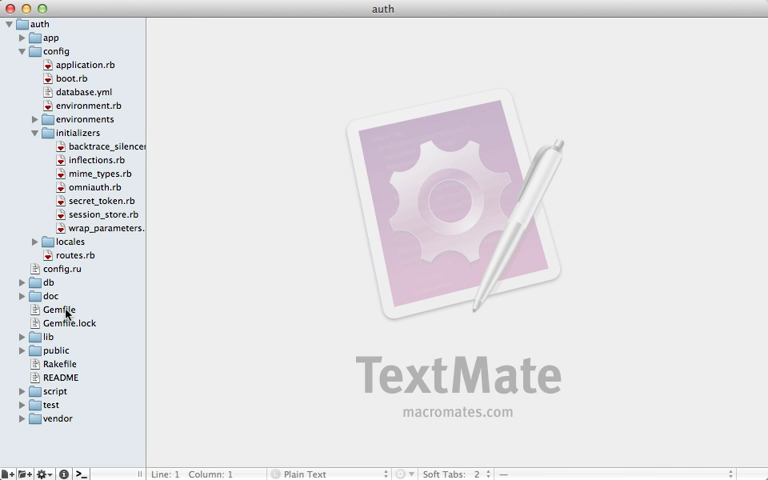 auth
auth
app
config
application.rb
boot.rb
database.yml
environment.rb
environments
initializers
backtrace_silencer
inflections.rb
mime_types.rb
omniauth.rb
secret_token.rb
session_store.rb
wrap_parameters.
locales
routes.rb
config.ru
db
doc
Gemfile
Gemfile.lock
lib
public
Rakefile
README
script
test
vendor
TextMate
macromates.com
Line: 1 Column: 1 Plain Text Soft Tabs: 2 —